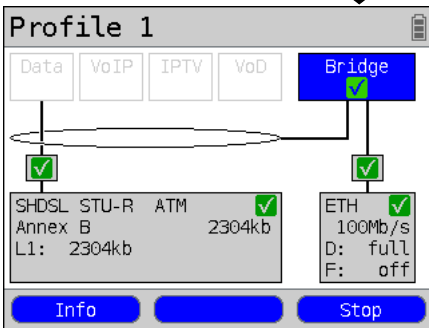 Profile 1
Data VoIP IPTV VoD Bridge
SHDSL STU-R ATM
Annex B 2304kb
L1: 2304kb
ETH
100Mb/s
D: full
F: off
Info Stop